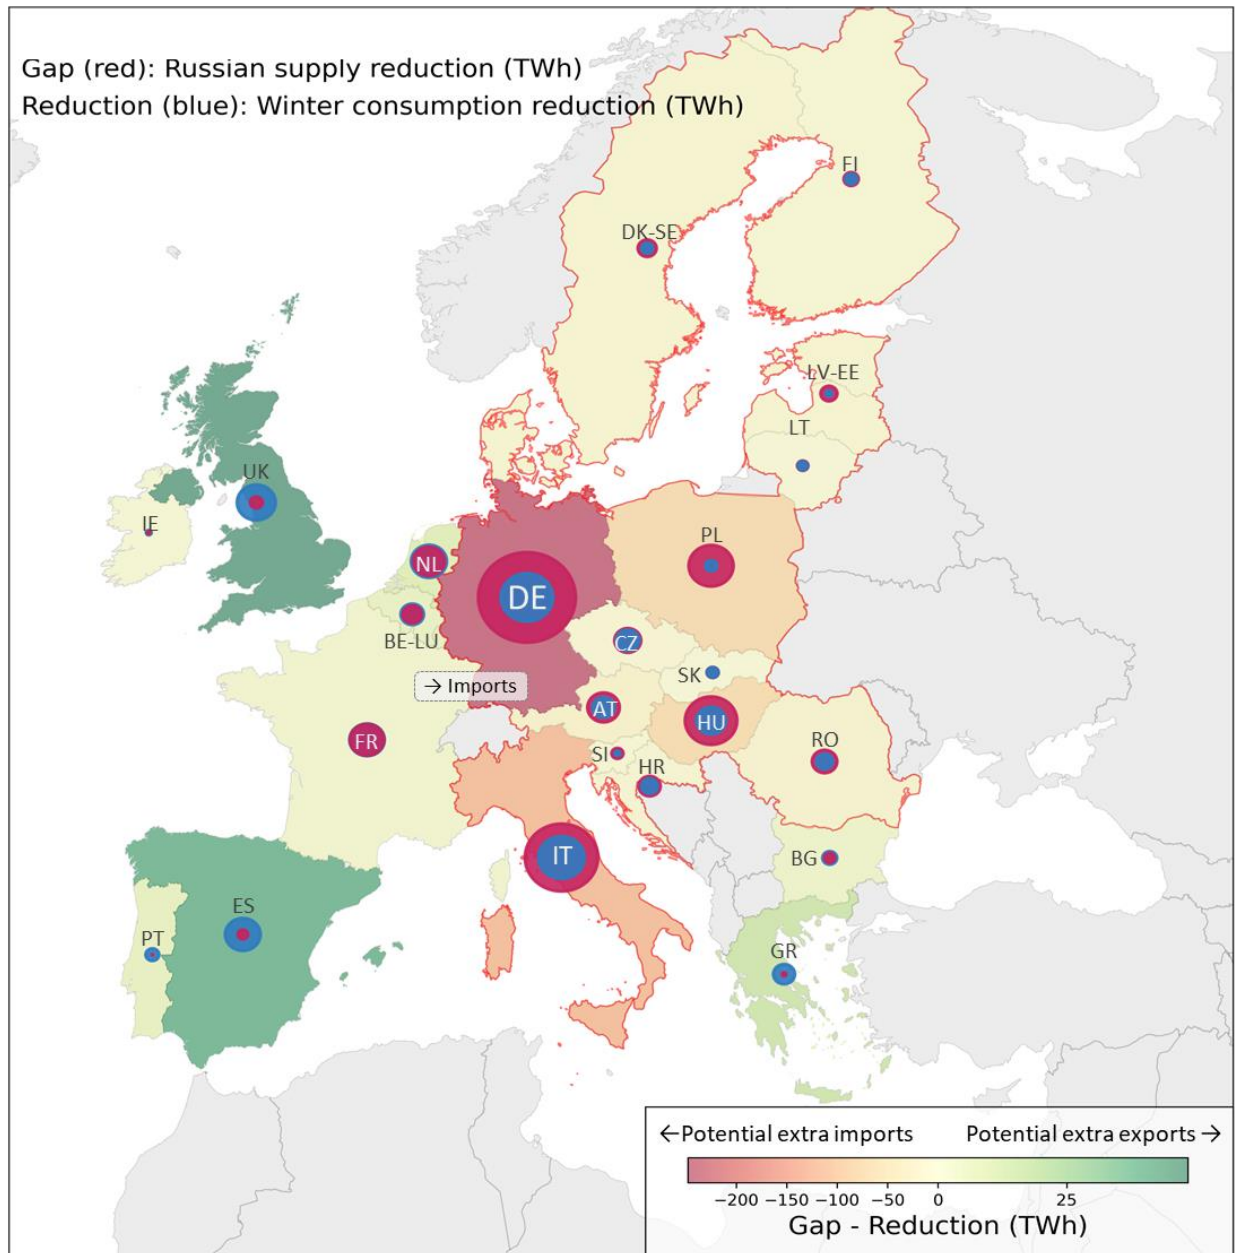 Gap (red): Russian supply reduction (TWh)
Reduction (blue): Winter consumption reduction (TWh)
FI
DK-SE
LV-EE
LT
UK
IE
PL
NL
DE
BE-LU
CZ
SK
→ Imports
AT
HU
FR
SI
RO
HR
IT
BG
ES
PT
GR
←Potential extra imports
Potential extra exports→
−200 −150 −100 −50 0 25
Gap - Reduction (TWh)